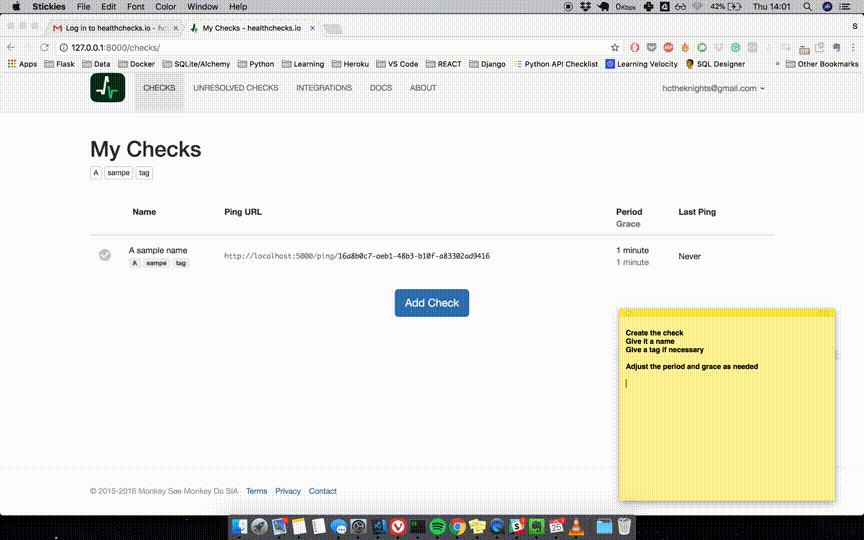 Stickies File Edit Font Color Window Help 0Kbps 42% Thu 14:01
Log in to healthchecks.io - hc
My Checks - healthchecks.io
S
127.0.0.1:8000/checks/
Apps Flask Data Docker SQLite/Alchemy Python Learning Heroku VS Code REACT Django Python API Checklist Learning Velocity SQL Designer » Other Bookmarks
CHECKS UNRESOLVED CHECKS INTEGRATIONS DOCS ABOUT hctheknights@gmail.com
My Checks
A sampe tag
Name Ping URL Period Last Ping
Grace
A sample name http://localhost:5000/ping/16a8b0c7-aeb1-48b3-b10f-a83302ad9416 1 minute Never
A sampe tag 1 minute
Add Check
Create the check
Give it a name
Give a tag if necessary
Adjust the period and grace as needed
© 2015-2016 Monkey See Monkey Do SIA Terms Privacy Contact